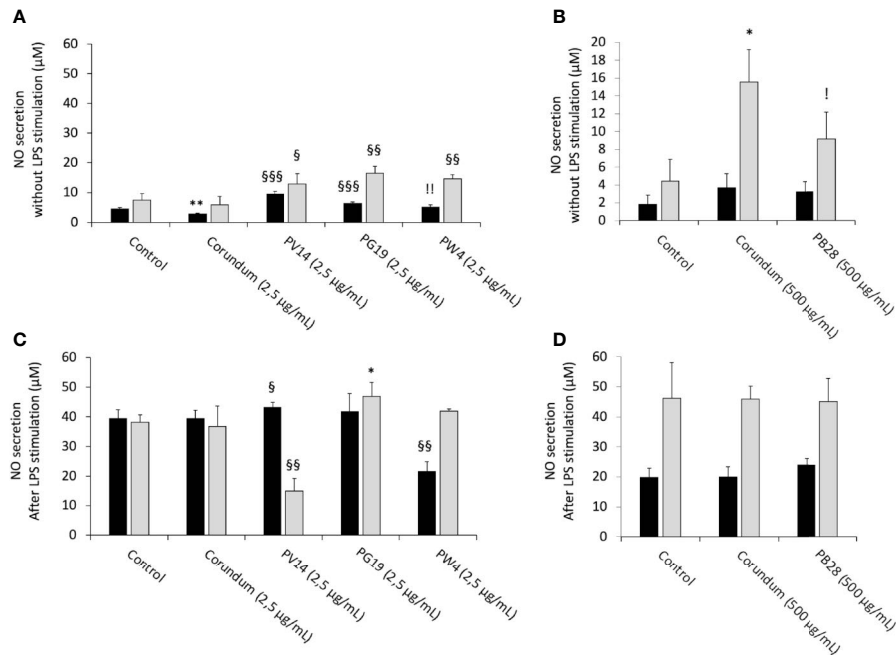 A
NO secretion
without LPS stimulation (µM)
60
50
40
30
20
10
0
**
§§§
§
§§§
§§
!!
§§
Control
Corundum (2,5 µg/mL)
PV14 (2,5 µg/mL)
PG19 (2,5 µg/mL)
PW4 (2,5 µg/mL)
B
NO secretion
without LPS stimulation (µM)
20
18
16
14
12
10
8
6
4
2
0
*
!
Control
Corundum (500 µg/mL)
PB28 (500 µg/mL)
C
NO secretion
After LPS stimulation (µM)
60
50
40
30
20
10
0
§
§§
*
§§
Control
Corundum (2,5 µg/mL)
PV14 (2,5 µg/mL)
PG19 (2,5 µg/mL)
PW4 (2,5 µg/mL)
D
NO secretion
After LPS stimulation (µM)
60
50
40
30
20
10
0
Control
Corundum (500 µg/mL)
PB28 (500 µg/mL)